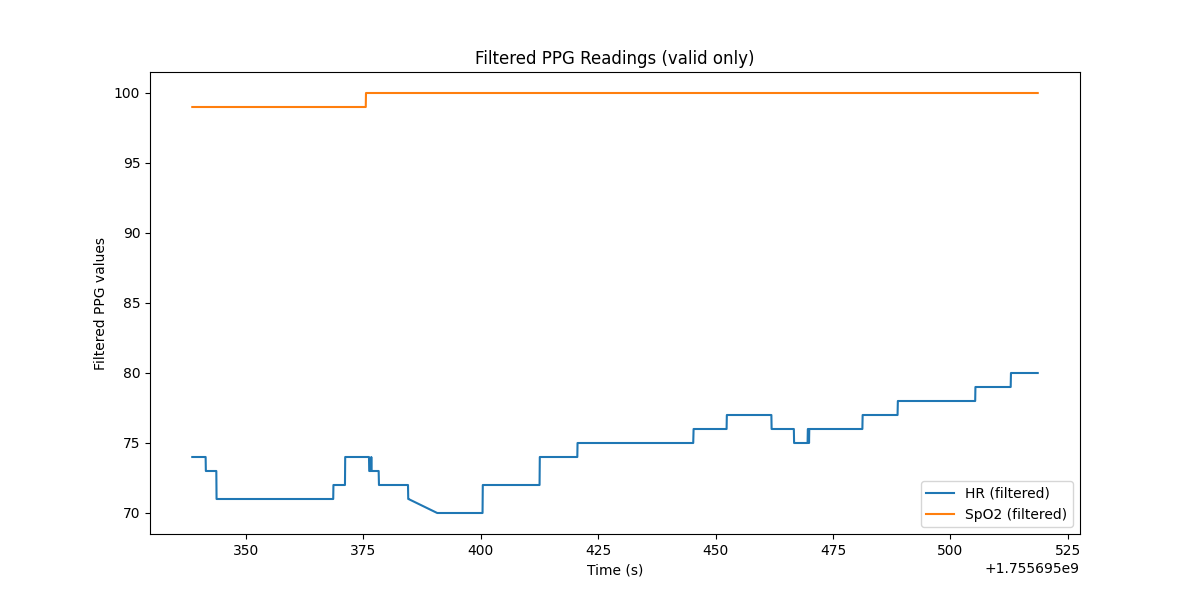 Filtered PPG Readings (valid only)
Filtered PPG values
100
95
90
85
80
75
70
350
375
400
425
450
475
500
525
Time (s)
+1.755695e9
HR (filtered)
SpO2 (filtered)